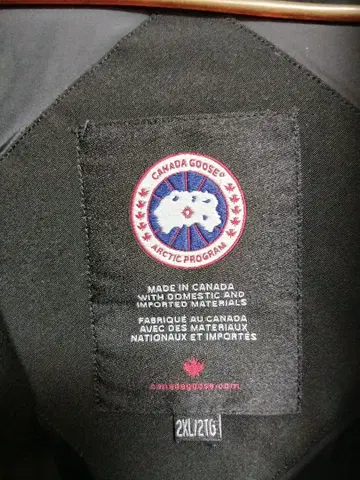 CANADA GOOSE®
ARCTIC PROGRAM
MADE IN CANADA
WITH DOMESTIC AND
IMPORTED MATERIALS
FABRIQUÉ AU CANADA
AVEC DES MATERIAUX
NATIONAUX ET IMPORTÉS
canadagoose.com
2XL/2TG